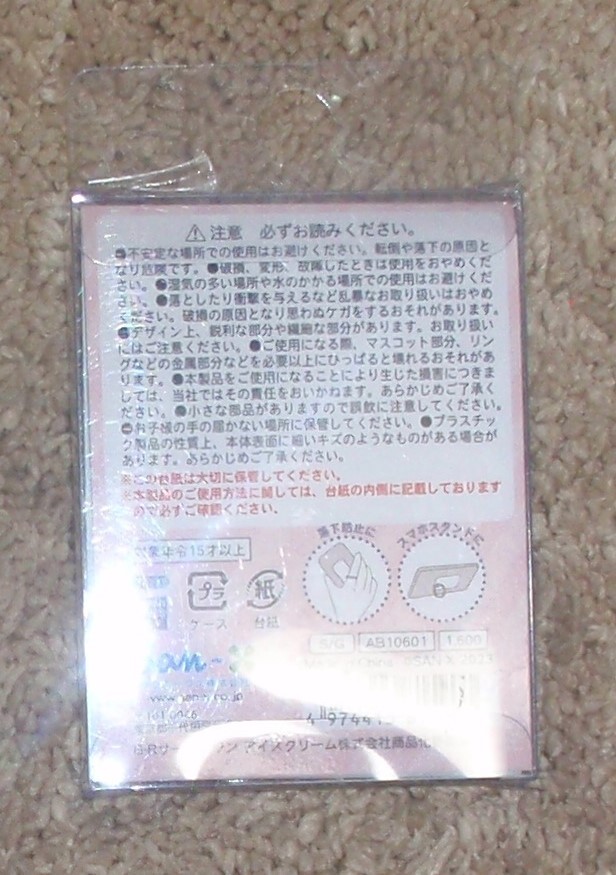 ⚠注意 必ずお読みください。
●不安定な場所での使用はお避けください。転倒や落下の原因と
なり危険です。●破損、変形、故障したときは使用をおやめくだ
さい。●湿気の多い場所や水のかかる場所での使用はお避けくだ
さい。●落としたり衝撃を与えるなど乱暴なお取り扱いはおやめ
ください。破損の原因となり思わぬケガをするおそれがあります。
●デザイン上、鋭利な部分や繊細な部分があります。お取り扱い
にはご注意ください。●ご使用になる際、マスコット部分、リン
グなどの金属部分などを必要以上にひっぱると壊れるおそれがあ
ります。●本製品をご使用になることにより生じた損害につきま
しては、当社ではその責任をおいかねます。あらかじめご了承く
ださい。●小さな部品がありますので誤飲に注意してください。
●お子様の手の届かない場所に保管してください。●プラスチッ
ク製品の性質上、本体表面に細いキズのようなものがある場合が
あります。あらかじめご了承ください。
※この台紙は大切に保管してください。
※本製品のご使用方法に関しては、台紙の内側に記載しております
ので必ずご確認ください。
対象年令15才以上
落下防止に
スマホスタンドに
プラ
ケース
紙
台紙
S/G AB10601 1,600
©SAN-X 2023
san-x
www.san-x.co.jp
4 97441
アイスクリーム株式会社商品化